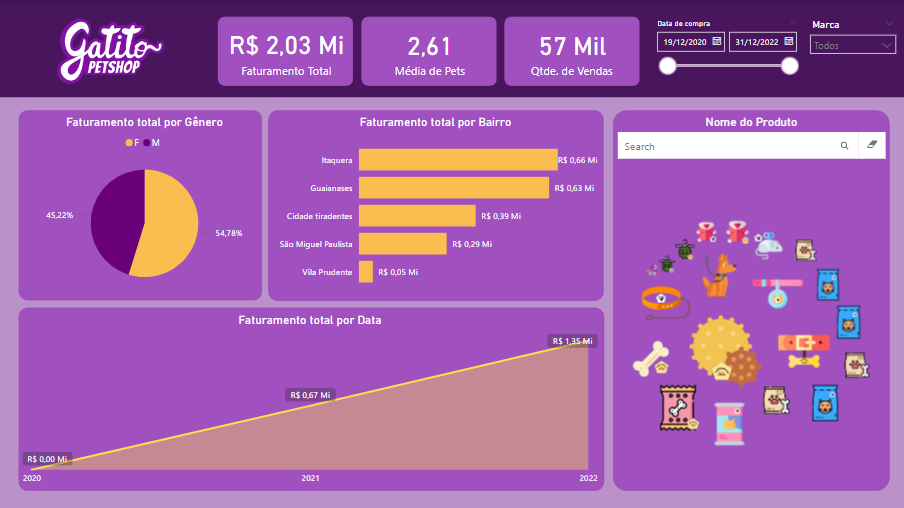 Gatito
PETSHOP
R$ 2,03 Mi
Faturamento Total
2,61
Média de Pets
57 Mil
Qtde. de Vendas
Data de compra
19/12/2020
31/12/2022
Marca
Todos
Faturamento total por Gênero
F M
45,22%
54,78%
Faturamento total por Bairro
Itaquera R$ 0,66 Mi
Guaianases R$ 0,63 Mi
Cidade tiradentes R$ 0,39 Mi
São Miguel Paulista R$ 0,29 Mi
Vila Prudente R$ 0,05 Mi
Nome do Produto
Search
Faturamento total por Data
R$ 1,35 Mi
R$ 0,67 Mi
R$ 0,00 Mi
2020 2021 2022